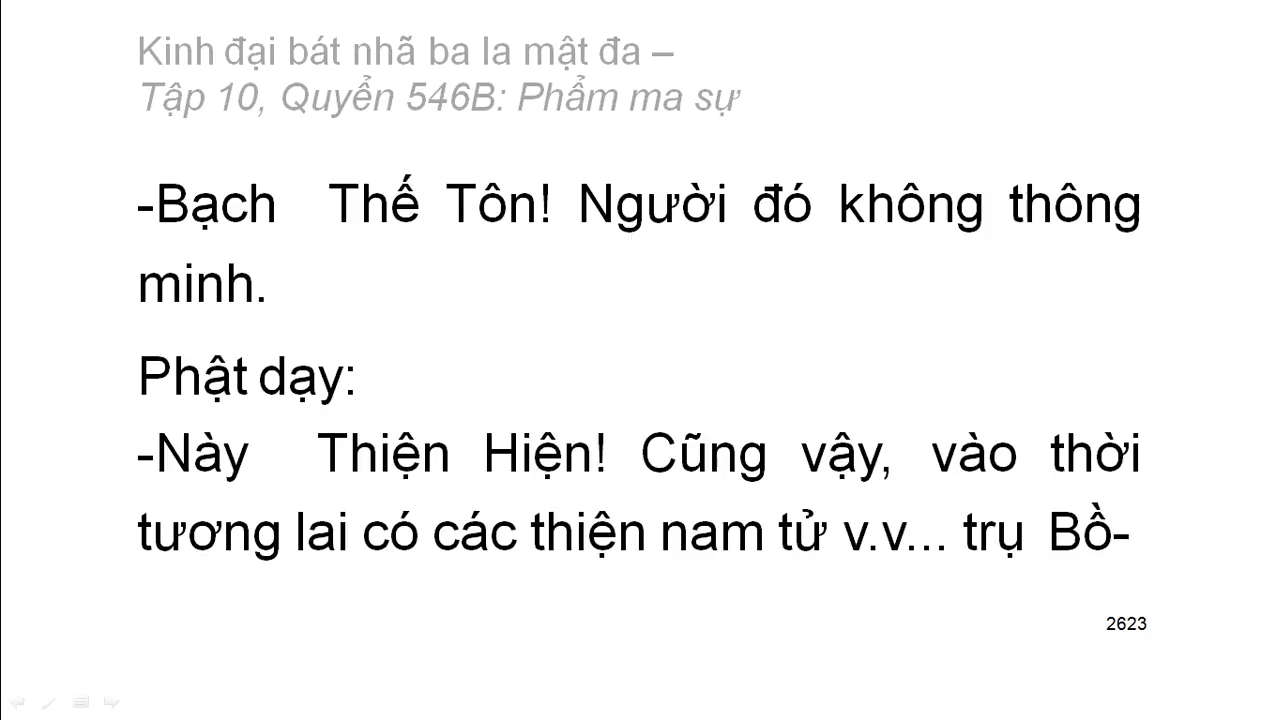 Kinh đại bát nhã ba la mật đa –
Tập 10, Quyển 546B: Phẩm ma sự
-Bạch Thế Tôn! Người đó không thông
minh.
Phật dạy:
-Này Thiện Hiện! Cũng vậy, vào thời
tương lai có các thiện nam tử v.v... trụ Bồ-
2623